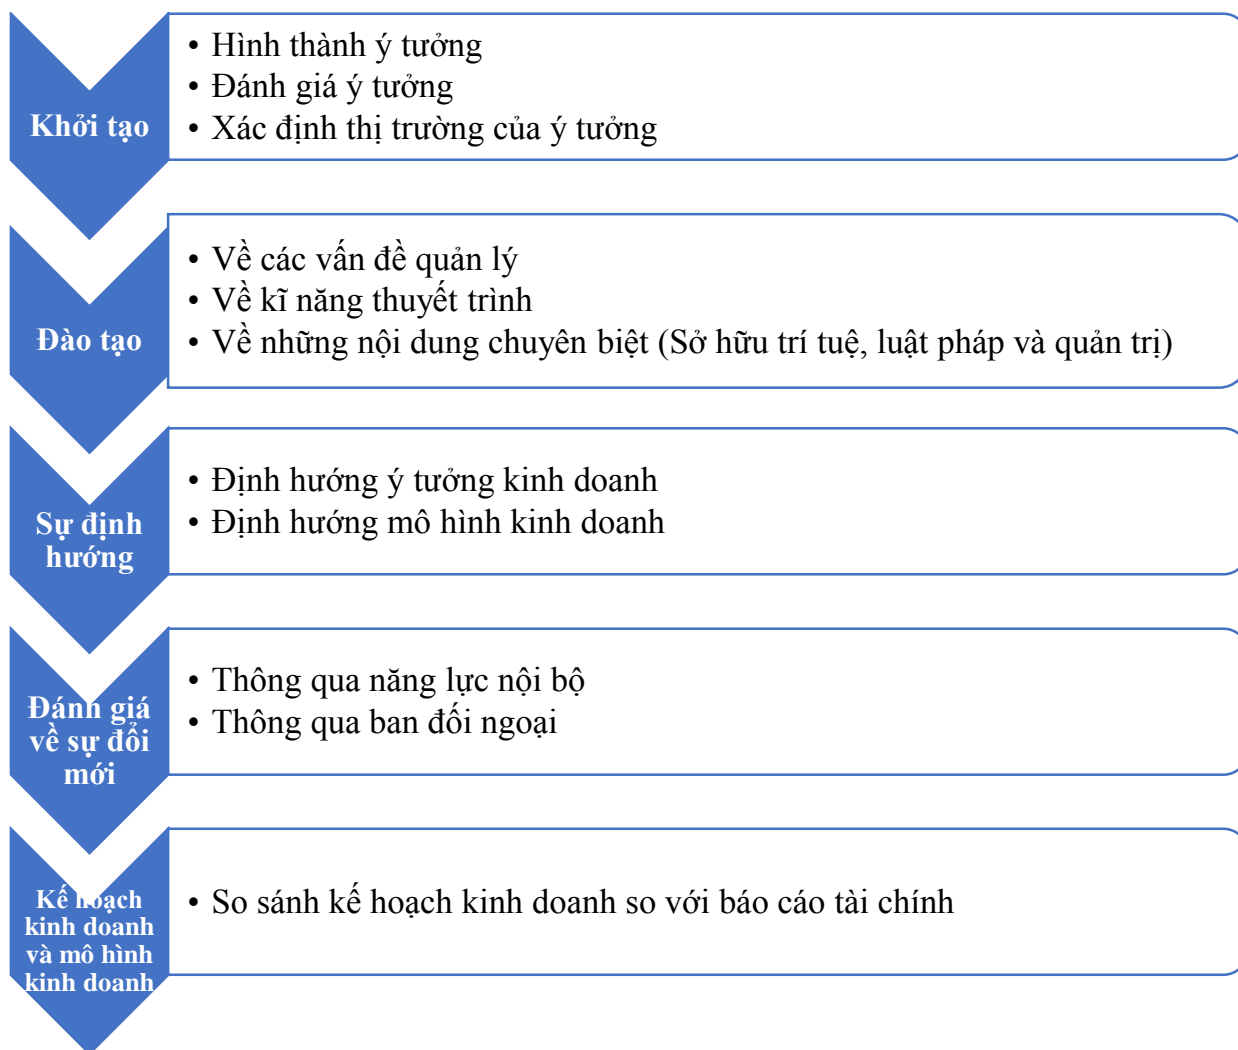 Khởi tạo
• Hình thành ý tưởng
• Đánh giá ý tưởng
• Xác định thị trường của ý tưởng
Đào tạo
• Về các vấn đề quản lý
• Về kĩ năng thuyết trình
• Về những nội dung chuyên biệt (Sở hữu trí tuệ, luật pháp và quản trị)
Sự định
hướng
• Định hướng ý tưởng kinh doanh
• Định hướng mô hình kinh doanh
Đánh giá
về sự đổi
mới
• Thông qua năng lực nội bộ
• Thông qua ban đối ngoại
Kế hoạch
kinh doanh
và mô hình
kinh doanh
• So sánh kế hoạch kinh doanh so với báo cáo tài chính